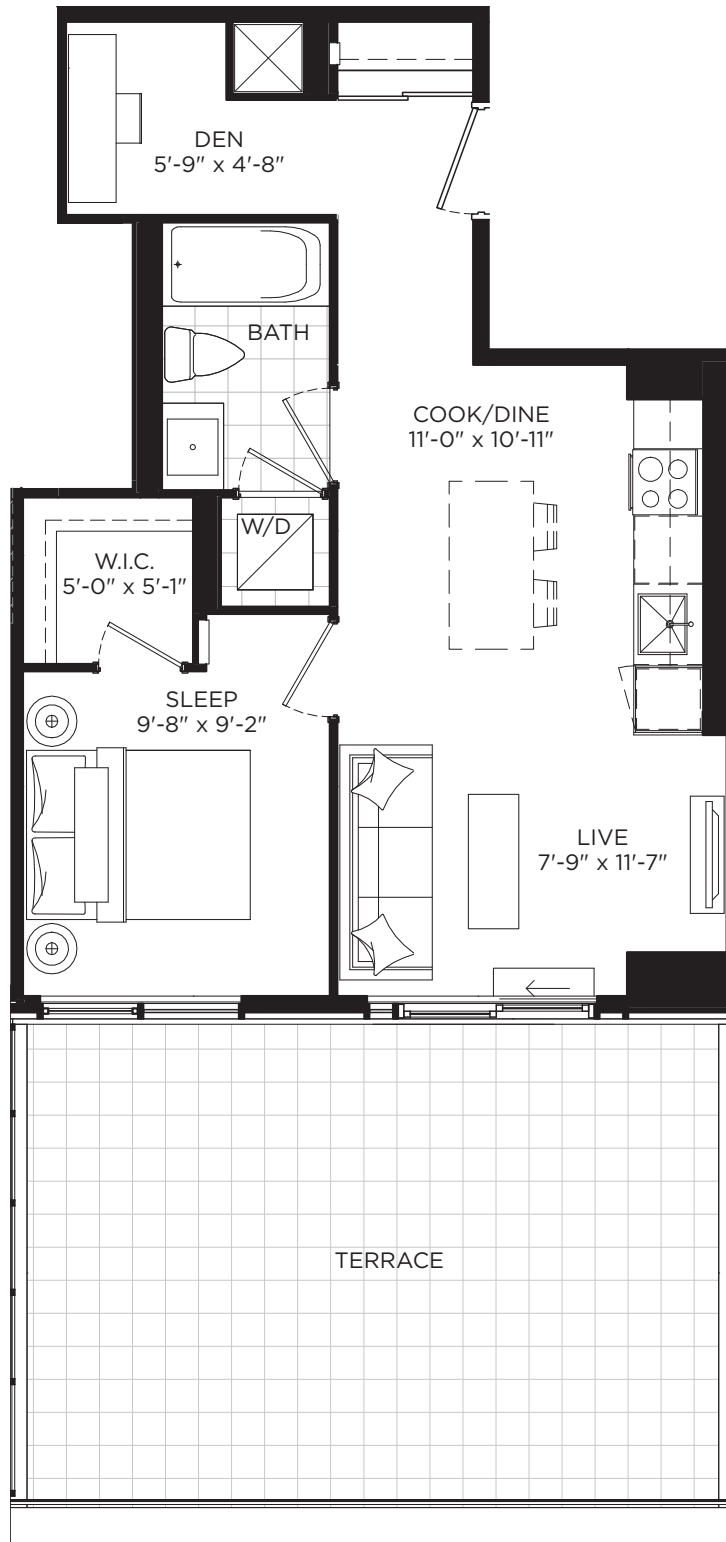 DEN
5'-9" x 4'-8"
BATH
COOK/DINE
11'-0" x 10'-11"
W/D
W.I.C.
5'-0" x 5'-1"
SLEEP
9'-8" x 9'-2"
LIVE
7'-9" x 11'-7"
TERRACE